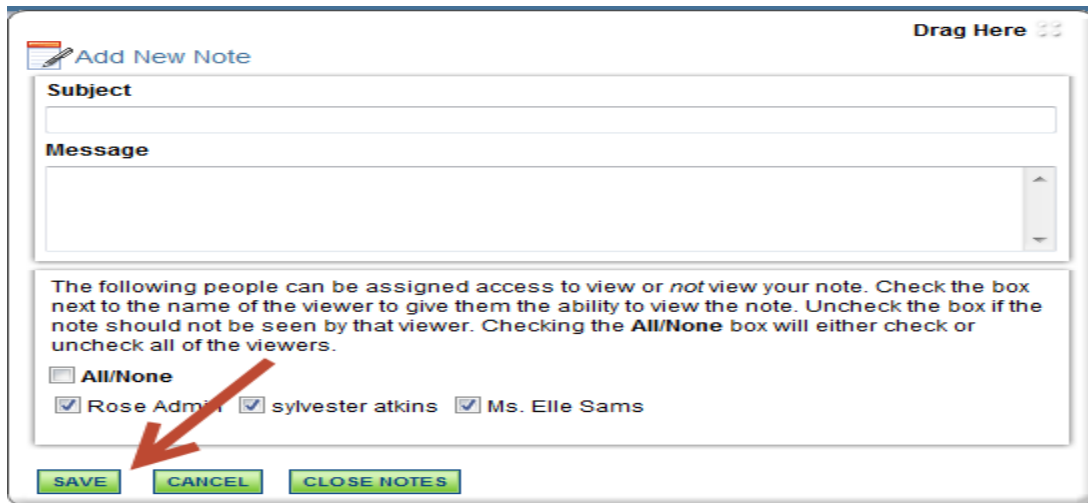 Drag Here
Add New Note
Subject
Message
The following people can be assigned access to view or not view your note. Check the box
next to the name of the viewer to give them the ability to view the note. Uncheck the box if the
note should not be seen by that viewer. Checking the All/None box will either check or
uncheck all of the viewers.
All/None
Rose Admin sylvester atkins Ms. Elle Sams
SAVE CANCEL CLOSE NOTES